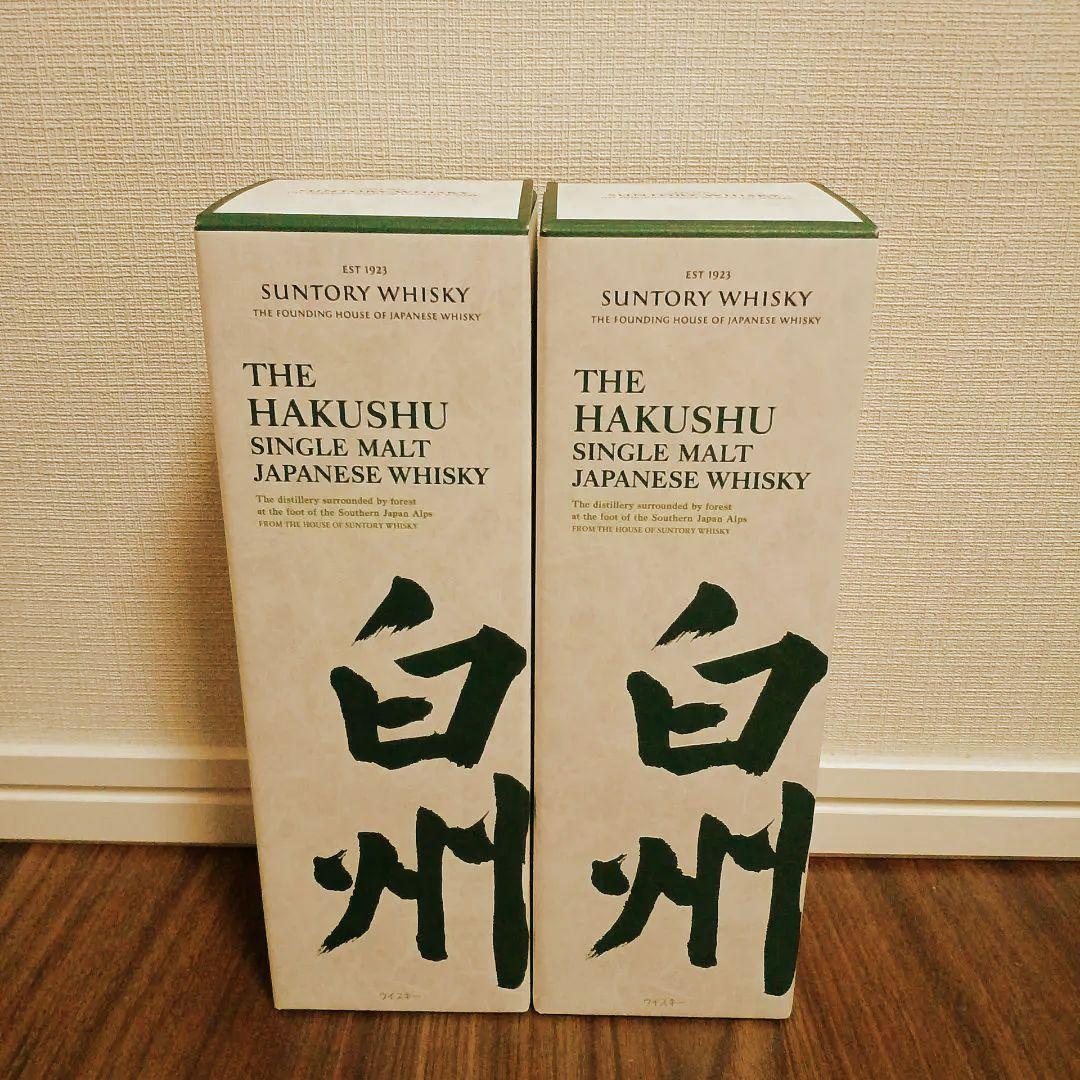 SUNTORY WHISKY
EST 1923
SUNTORY WHISKY
THE FOUNDING HOUSE OF JAPANESE WHISKY
THE
HAKUSHU
SINGLE MALT
JAPANESE WHISKY
The distillery surrounded by forest
at the foot of the Southern Japan Alps
FROM THE HOUSE OF SUNTORY WHISKY
白州
ウイスキー
SUNTORY WHISKY
EST 1923
SUNTORY WHISKY
THE FOUNDING HOUSE OF JAPANESE WHISKY
THE
HAKUSHU
SINGLE MALT
JAPANESE WHISKY
The distillery surrounded by forest
at the foot of the Southern Japan Alps
FROM THE HOUSE OF SUNTORY WHISKY
白州
ウイスキー